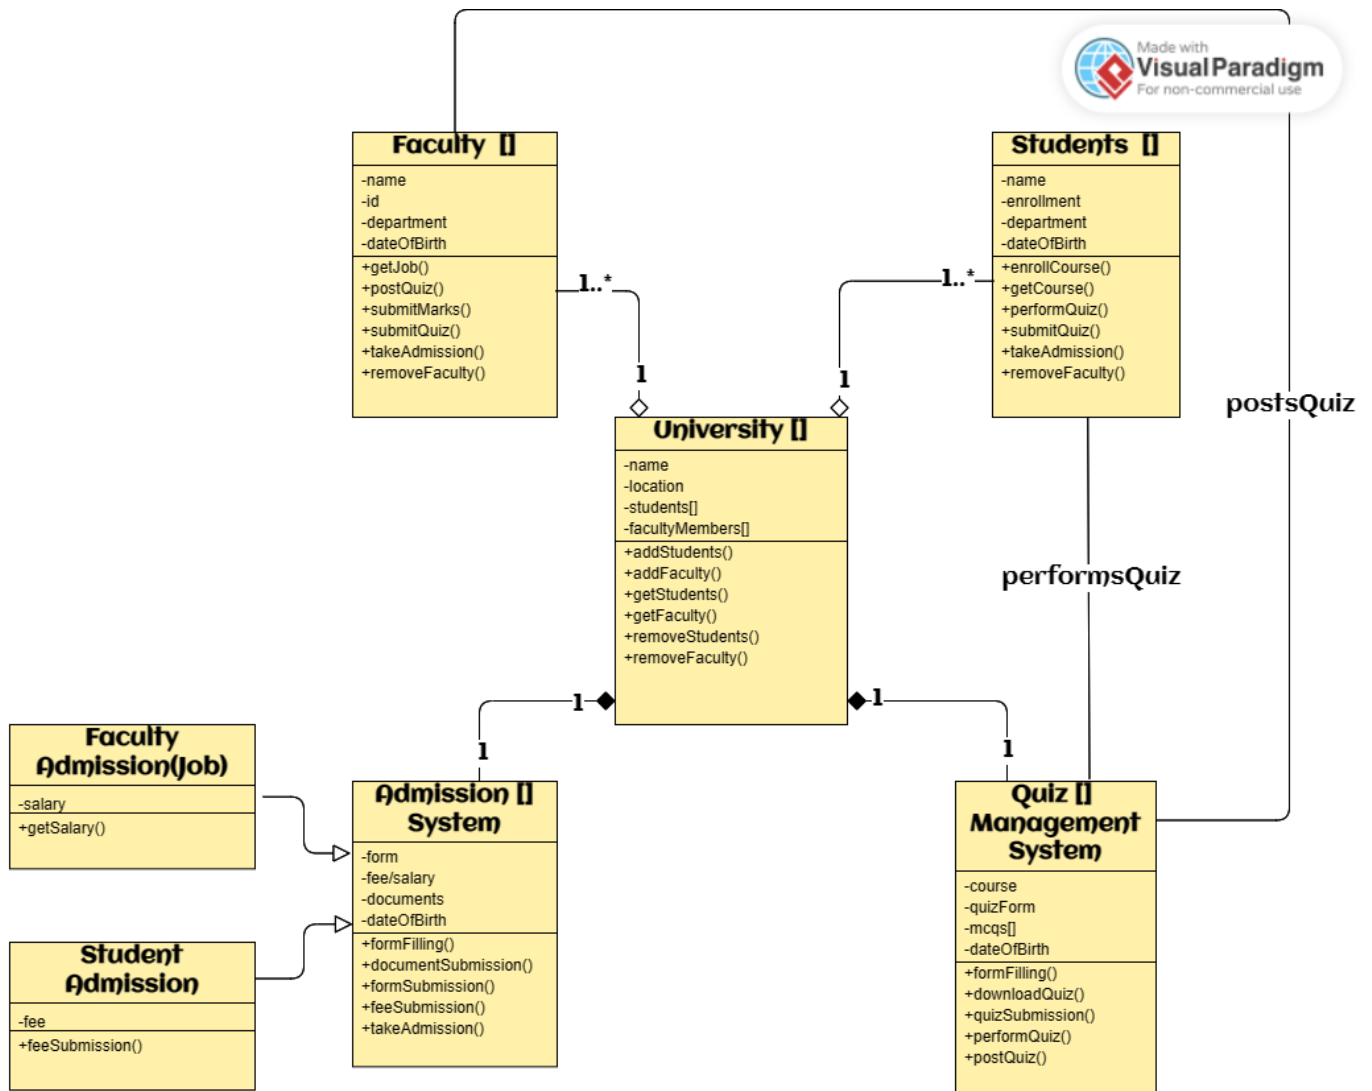 Made with
Visual Paradigm
For non-commercial use
Faculty []
-name
-id
-department
-dateOfBirth
+getJob()
+postQuiz()
+submitMarks()
+submitQuiz()
+takeAdmission()
+removeFaculty()
Students []
-name
-enrollment
-department
-dateOfBirth
+enrollCourse()
+getCourse()
+performQuiz()
+submitQuiz()
+takeAdmission()
+removeFaculty()
1..*
1..*
1
1
postsQuiz
University []
-name
-location
-students[]
-facultyMembers[]
+addStudents()
+addFaculty()
+getStudents()
+getFaculty()
+removeStudents()
+removeFaculty()
performsQuiz
1
1
1
1
Faculty
Admission(Job)
-salary
+getSalary()
Admission []
System
-form
-fee/salary
-documents
-dateOfBirth
+formFilling()
+documentSubmission()
+formSubmission()
+feeSubmission()
+takeAdmission()
Quiz []
Management
System
-course
-quizForm
-mcqs[]
-dateOfBirth
+formFilling()
+downloadQuiz()
+quizSubmission()
+performQuiz()
+postQuiz()
Student
Admission
-fee
+feeSubmission()